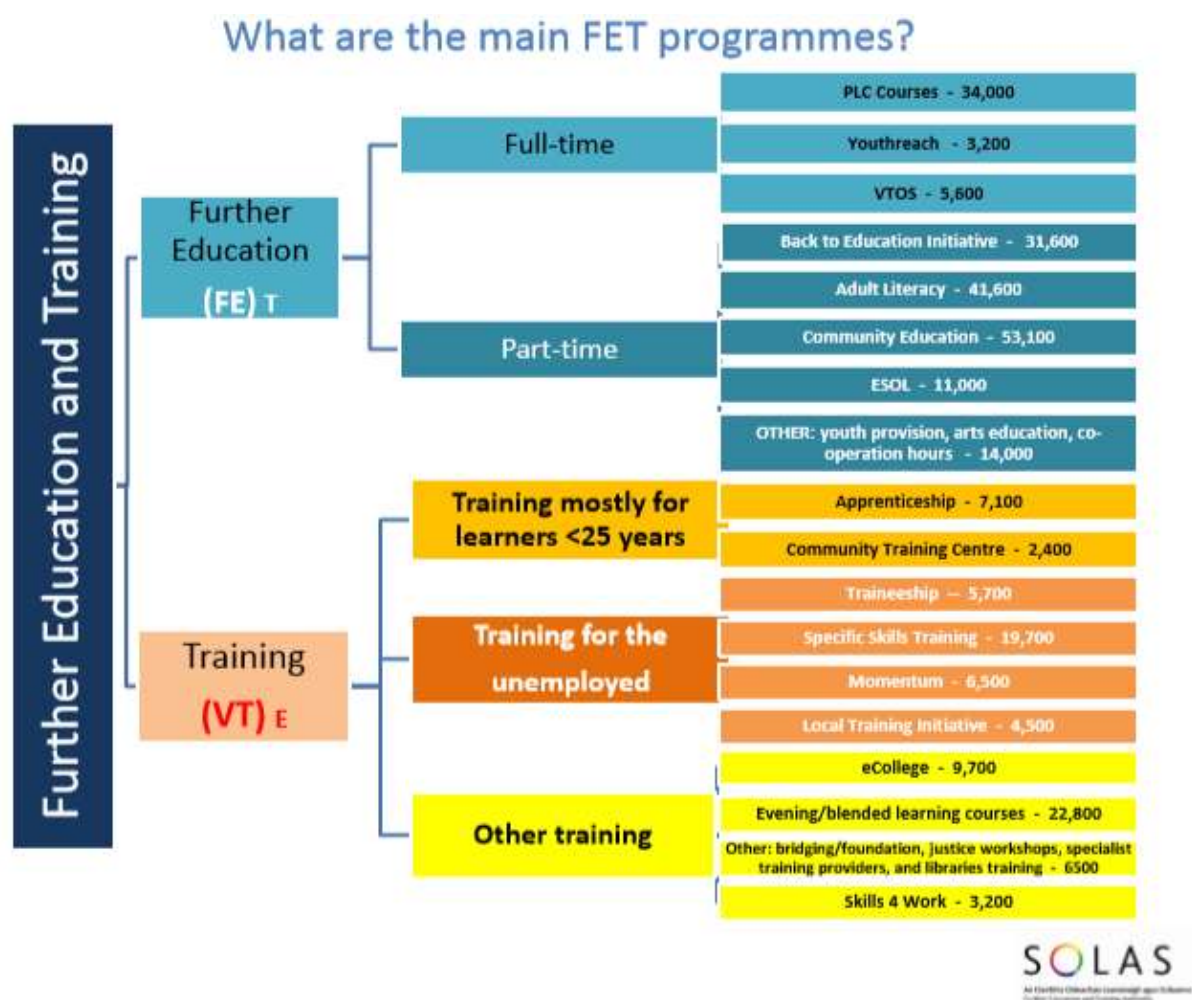 What are the main FET programmes?
Further Education and Training
Further
Education
(FE) T
Full-time
PLC Courses - 34,000
Youthreach - 3,200
VTOS - 5,600
Part-time
Back to Education Initiative - 31,600
Adult Literacy - 41,600
Community Education - 53,100
ESOL - 11,000
OTHER: youth provision, arts education, co-
operation hours - 14,000
Training
(VT) E
Training mostly for
learners <25 years
Apprenticeship - 7,100
Community Training Centre - 2,400
Training for the
unemployed
Traineeship – 5,700
Specific Skills Training - 19,700
Momentum - 6,500
Local Training Initiative - 4,500
Other training
eCollege - 9,700
Evening/blended learning courses - 22,800
Other: bridging/foundation, justice workshops, specialist
training providers, and libraries training - 6500
Skills 4 Work - 3,200
SOLAS